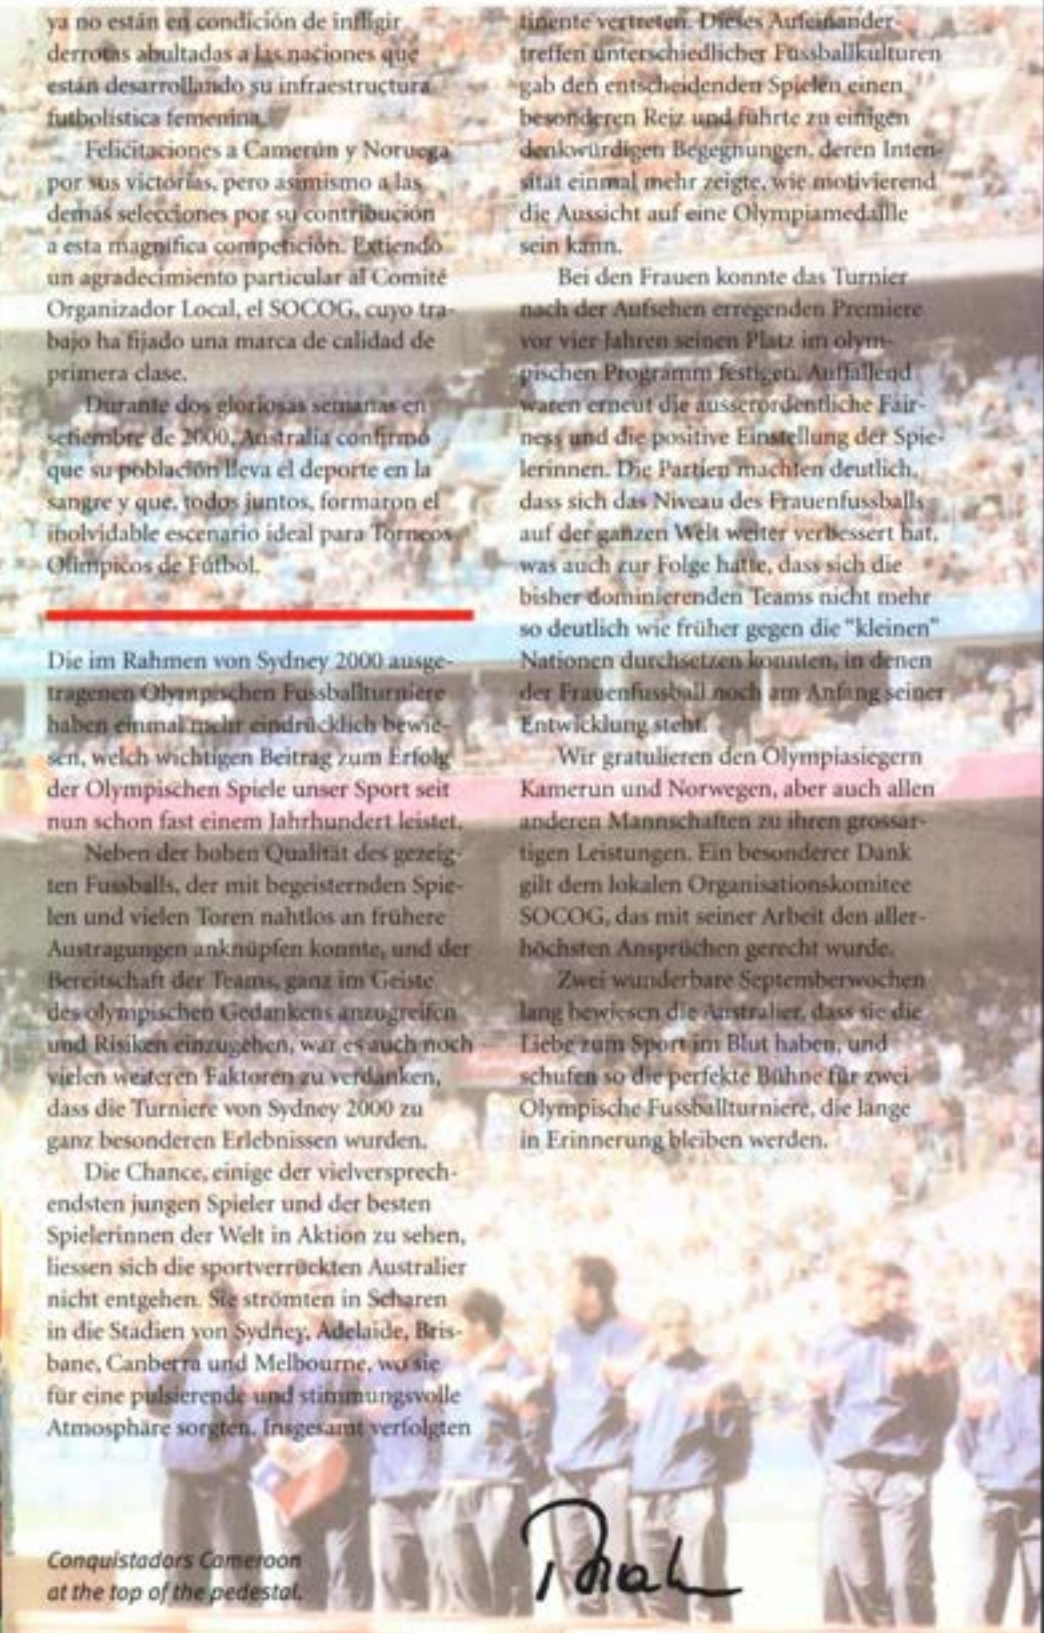 ya no están en condición de infligir
derrotas abultadas a las naciones que
están desarrollando su infraestructura
futbolística femenina.
Felicitaciones a Camerún y Noruega
por sus victorias, pero asimismo a las
demás selecciones por su contribución
a esta magnífica competición. Extiendo
un agradecimiento particular al Comité
Organizador Local, el SOCOG, cuyo tra-
bajo ha fijado una marca de calidad de
primera clase.
Durante dos gloriosas semanas en
setiembre de 2000, Australia confirmó
que su población lleva el deporte en la
sangre y que, todos juntos, formaron el
inolvidable escenario ideal para Torneos
Olímpicos de Fútbol.
Die im Rahmen von Sydney 2000 ausge-
tragenen Olympischen Fussballturniere
haben einmal mehr eindrücklich bewie-
sen, welch wichtigen Beitrag zum Erfolg
der Olympischen Spiele unser Sport seit
nun schon fast einem Jahrhundert leistet.
Neben der hohen Qualität des gezeig-
ten Fussballs, der mit begeisternden Spie-
len und vielen Toren nahtlos an frühere
Austragungen anknüpfen konnte, und der
Bereitschaft der Teams, ganz im Geiste
des olympischen Gedankens anzugreifen
und Risiken einzugehen, war es auch noch
vielen weiteren Faktoren zu verdanken,
dass die Turniere von Sydney 2000 zu
ganz besonderen Erlebnissen wurden.
Die Chance, einige der vielversprech-
endsten jungen Spieler und der besten
Spielerinnen der Welt in Aktion zu sehen,
liessen sich die sportverrückten Australier
nicht entgehen. Sie strömten in Scharen
in die Stadien von Sydney, Adelaide, Bris-
bane, Canberra und Melbourne, wo sie
für eine pulsierende und stimmungsvolle
Atmosphäre sorgten. Insgesamt verfolgten
tinente vertreten. Dieses Aufeinander-
treffen unterschiedlicher Fussballkulturen
gab den entscheidenden Spielen einen
besonderen Reiz und führte zu einigen
denkwürdigen Begegnungen, deren Inten-
sität einmal mehr zeigte, wie motivierend
die Aussicht auf eine Olympiamedaille
sein kann.
Bei den Frauen konnte das Turnier
nach der Aufsehen erregenden Premiere
vor vier Jahren seinen Platz im olym-
pischen Programm festigen. Auffallend
waren erneut die ausserordentliche Fair-
ness und die positive Einstellung der Spie-
lerinnen. Die Partien machten deutlich,
dass sich das Niveau des Frauenfussballs
auf der ganzen Welt weiter verbessert hat,
was auch zur Folge hatte, dass sich die
bisher dominierenden Teams nicht mehr
so deutlich wie früher gegen die "kleinen"
Nationen durchsetzen konnten, in denen
der Frauenfussball noch am Anfang seiner
Entwicklung steht.
Wir gratulieren den Olympiasiegern
Kamerun und Norwegen, aber auch allen
anderen Mannschaften zu ihren grossar-
tigen Leistungen. Ein besonderer Dank
gilt dem lokalen Organisationskomitee
SOCOG, das mit seiner Arbeit den aller-
höchsten Ansprüchen gerecht wurde.
Zwei wunderbare Septemberwochen
lang bewiesen die Australier, dass sie die
Liebe zum Sport im Blut haben, und
schufen so die perfekte Bühne für zwei
Olympische Fussballturniere, die lange
in Erinnerung bleiben werden.
Conquistadors Cameroon
at the top of the pedestal.